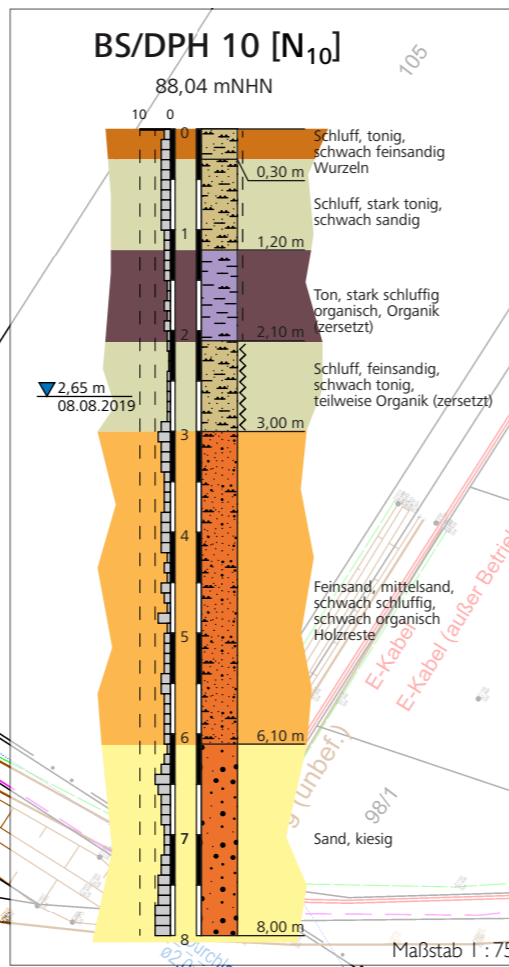 BS/DPH 10 [N10]
88,04 mNHN
105
10 0
0
Schluff, tonig,
schwach feinsandig
Wurzeln
0,30 m
Schluff, stark tonig,
schwach sandig
1
1,20 m
Ton, stark schluffig
organisch, Organik
(zersetzt)
2
2,10 m
Schluff, feinsandig,
schwach tonig,
teilweise Organik (zersetzt)
2,65 m
08.08.2019
3,00 m
3
4
Feinsand, mittelsand,
schwach schluffig,
schwach organisch
Holzreste
5
E-Kabel
E-Kabel (außer Betrie
6
6,10 m
g (unbef.)
98/1
7
Sand, kiesig
8
8,00 m
Maßstab 1 : 75